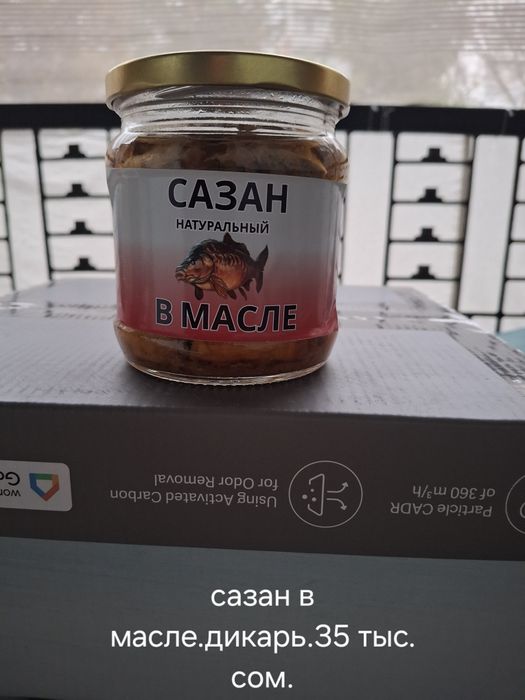 САЗАН
НАТУРАЛЬНЫЙ
В МАСЛЕ
Using Activated Carbon
for Odor Removal
Particle CADR
of 360 m³/h
сазан в
масле.дикарь.35 тыс.
сом.